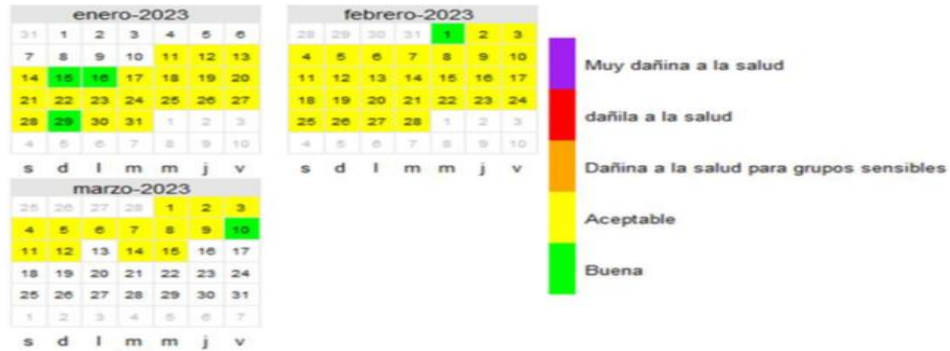 enero-2023
31 1 2 3 4 5 6
7 8 9 10 11 12 13
14 15 16 17 18 19 20
21 22 23 24 25 26 27
28 29 30 31 1 2 3
4 5 6 7 8 9 10
s d l m m j v
febrero-2023
28 29 30 31 1 2 3
4 5 6 7 8 9 10
11 12 13 14 15 16 17
18 19 20 21 22 23 24
25 26 27 28 1 2 3
4 5 6 7 8 9 10
s d l m m j v
marzo-2023
25 26 27 28 1 2 3
4 5 6 7 8 9 10
11 12 13 14 15 16 17
18 19 20 21 22 23 24
25 26 27 28 29 30 31
1 2 3 4 5 6 7
s d l m m j v
Muy dañina a la salud
dañila a la salud
Dañina a la salud para grupos sensibles
Aceptable
Buena